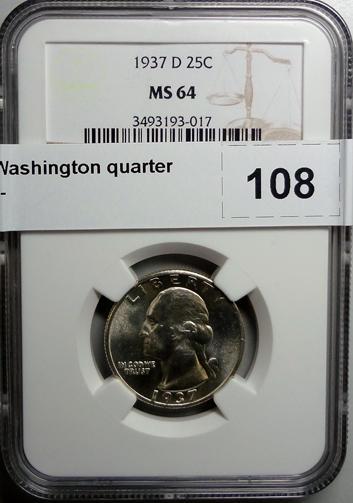 1937 D 25C
MS 64
3493193-017
Washington quarter
-
108
LIBERTY
IN GOD WE
TRUST
1937